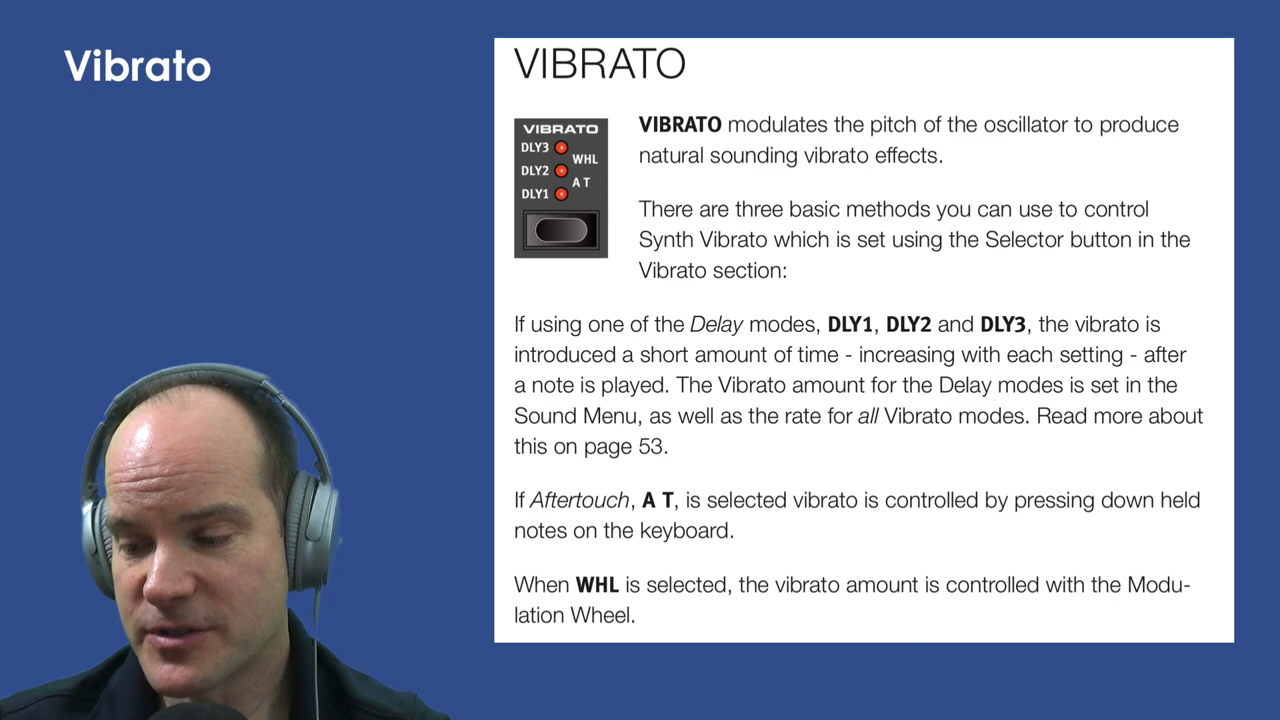 Vibrato
VIBRATO
VIBRATO
DLY3
WHL
DLY2
A T
DLY1
VIBRATO modulates the pitch of the oscillator to produce
natural sounding vibrato effects.
There are three basic methods you can use to control
Synth Vibrato which is set using the Selector button in the
Vibrato section:
If using one of the Delay modes, DLY1, DLY2 and DLY3, the vibrato is
introduced a short amount of time - increasing with each setting - after
a note is played. The Vibrato amount for the Delay modes is set in the
Sound Menu, as well as the rate for all Vibrato modes. Read more about
this on page 53.
If Aftertouch, A T, is selected vibrato is controlled by pressing down held
notes on the keyboard.
When WHL is selected, the vibrato amount is controlled with the Modu-
lation Wheel.